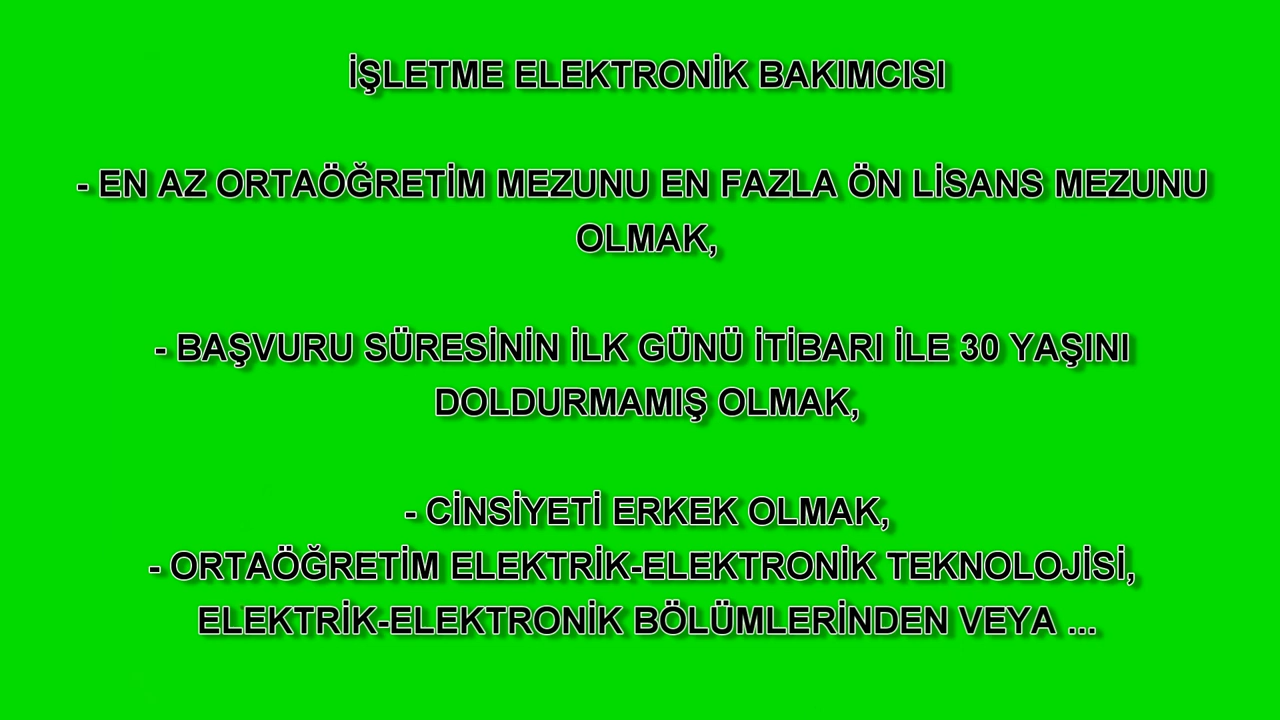 İŞLETME ELEKTRONİK BAKIMCISI
- EN AZ ORTAÖĞRETİM MEZUNU EN FAZLA ÖN LİSANS MEZUNU
OLMAK,
- BAŞVURU SÜRESİNİN İLK GÜNÜ İTİBARI İLE 30 YAŞINI
DOLDURMAMIŞ OLMAK,
- CİNSİYETİ ERKEK OLMAK,
- ORTAÖĞRETİM ELEKTRİK-ELEKTRONİK TEKNOLOJİSİ,
ELEKTRİK-ELEKTRONİK BÖLÜMLERİNDEN VEYA ...